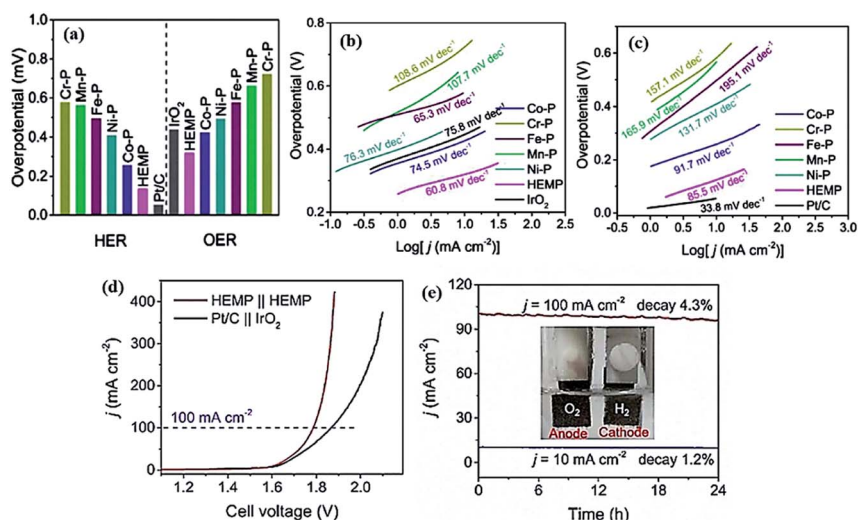 (a)
Overpotential (mV)
1.0
0.8
0.6
0.4
0.2
0.0
Cr-P
Mn-P
Fe-P
Ni-P
Co-P
HEMP
Pt/C
IrO₂
HEMP
Co-P
Ni-P
Fe-P
Mn-P
Cr-P
HER
OER
(b)
Overpotential (V)
0.8
0.6
0.4
0.2
108.6 mV dec⁻¹
107.7 mV dec⁻¹
65.3 mV dec⁻¹
75.8 mV dec⁻¹
76.3 mV dec⁻¹
74.5 mV dec⁻¹
60.8 mV dec⁻¹
Co-P
Cr-P
Fe-P
Mn-P
Ni-P
HEMP
IrO₂
-1 0 1 2 3 4
Log[ j (mA cm⁻²)]
(c)
Overpotential (V)
0.6
0.4
0.2
0.0
157.1 mV dec⁻¹
195.1 mV dec⁻¹
165.9 mV dec⁻¹
131.7 mV dec⁻¹
91.7 mV dec⁻¹
85.5 mV dec⁻¹
33.8 mV dec⁻¹
Co-P
Cr-P
Fe-P
Mn-P
Ni-P
HEMP
Pt/C
-0.5 0.0 0.5 1.0 1.5 2.0 2.5 3.0
Log[ j (mA cm⁻²)]
(d)
j (mA cm⁻²)
400
300
200
100
0
HEMP || HEMP
Pt/C || IrO₂
100 mA cm⁻²
1.2 1.4 1.6 1.8 2.0 2.2
Cell voltage (V)
(e)
j (mA cm⁻²)
120
90
60
30
0
j = 100 mA cm⁻² decay 4.3%
O₂
H₂
Anode
Cathode
j = 10 mA cm⁻² decay 1.2%
0 6 12 18 24
Time (h)